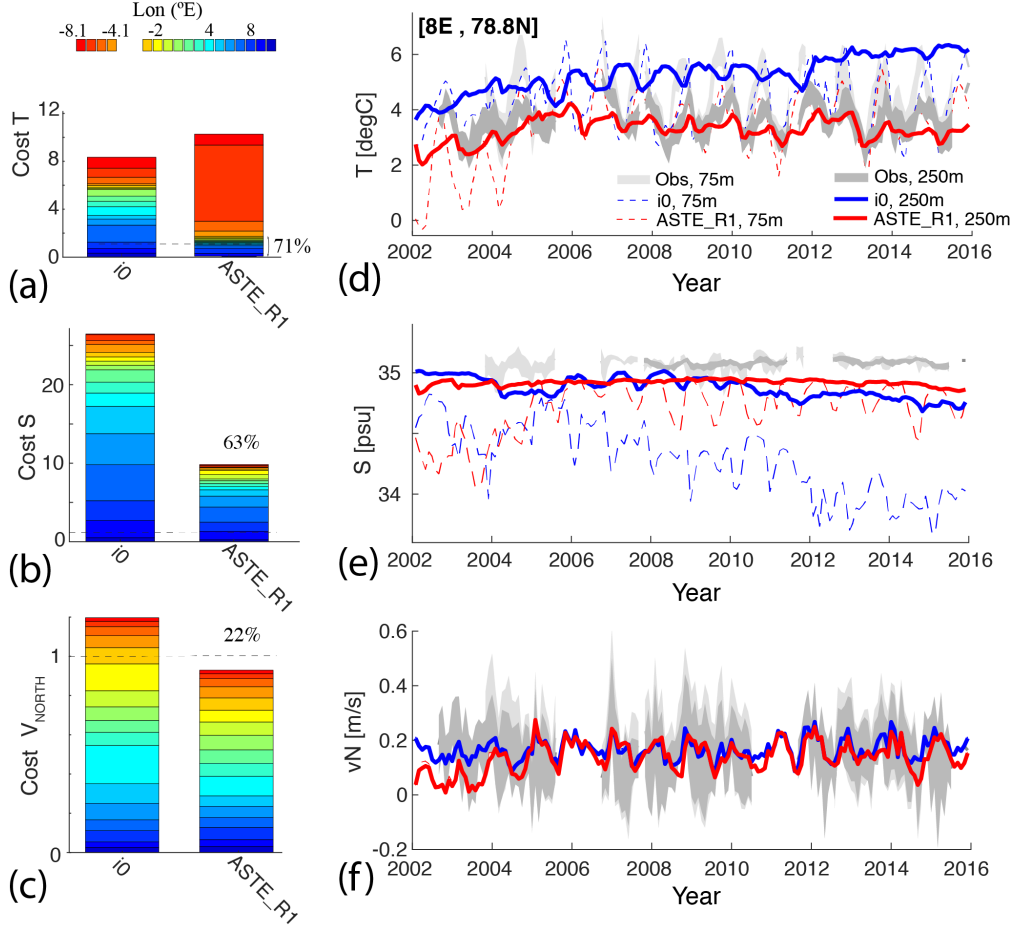 Lon (ºE)
-8.1 -4.1 -2 4 8
12
8
4
0
Cost T
71%
i0
ASTE_R1
(a)
20
10
0
Cost S
63%
i0
ASTE_R1
(b)
1
0
Cost V_NORTH
22%
i0
ASTE_R1
(c)
[8E , 78.8N]
6
4
2
0
T [degC]
Obs, 75m
Obs, 250m
i0, 75m
i0, 250m
ASTE_R1, 75m
ASTE_R1, 250m
2002 2004 2006 2008 2010 2012 2014 2016
Year
(d)
35
34
S [psu]
2002 2004 2006 2008 2010 2012 2014 2016
Year
(e)
0.6
0.4
0.2
0
-0.2
vN [m/s]
2002 2004 2006 2008 2010 2012 2014 2016
Year
(f)